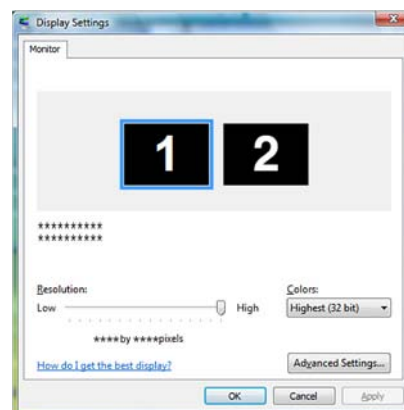 Display Settings
Monitor
1 2
**********
**********
Resolution: Colors:
Low High Highest (32 bit)
****by ****pixels
How do I get the best display? Advanced Settings...
OK Cancel Apply